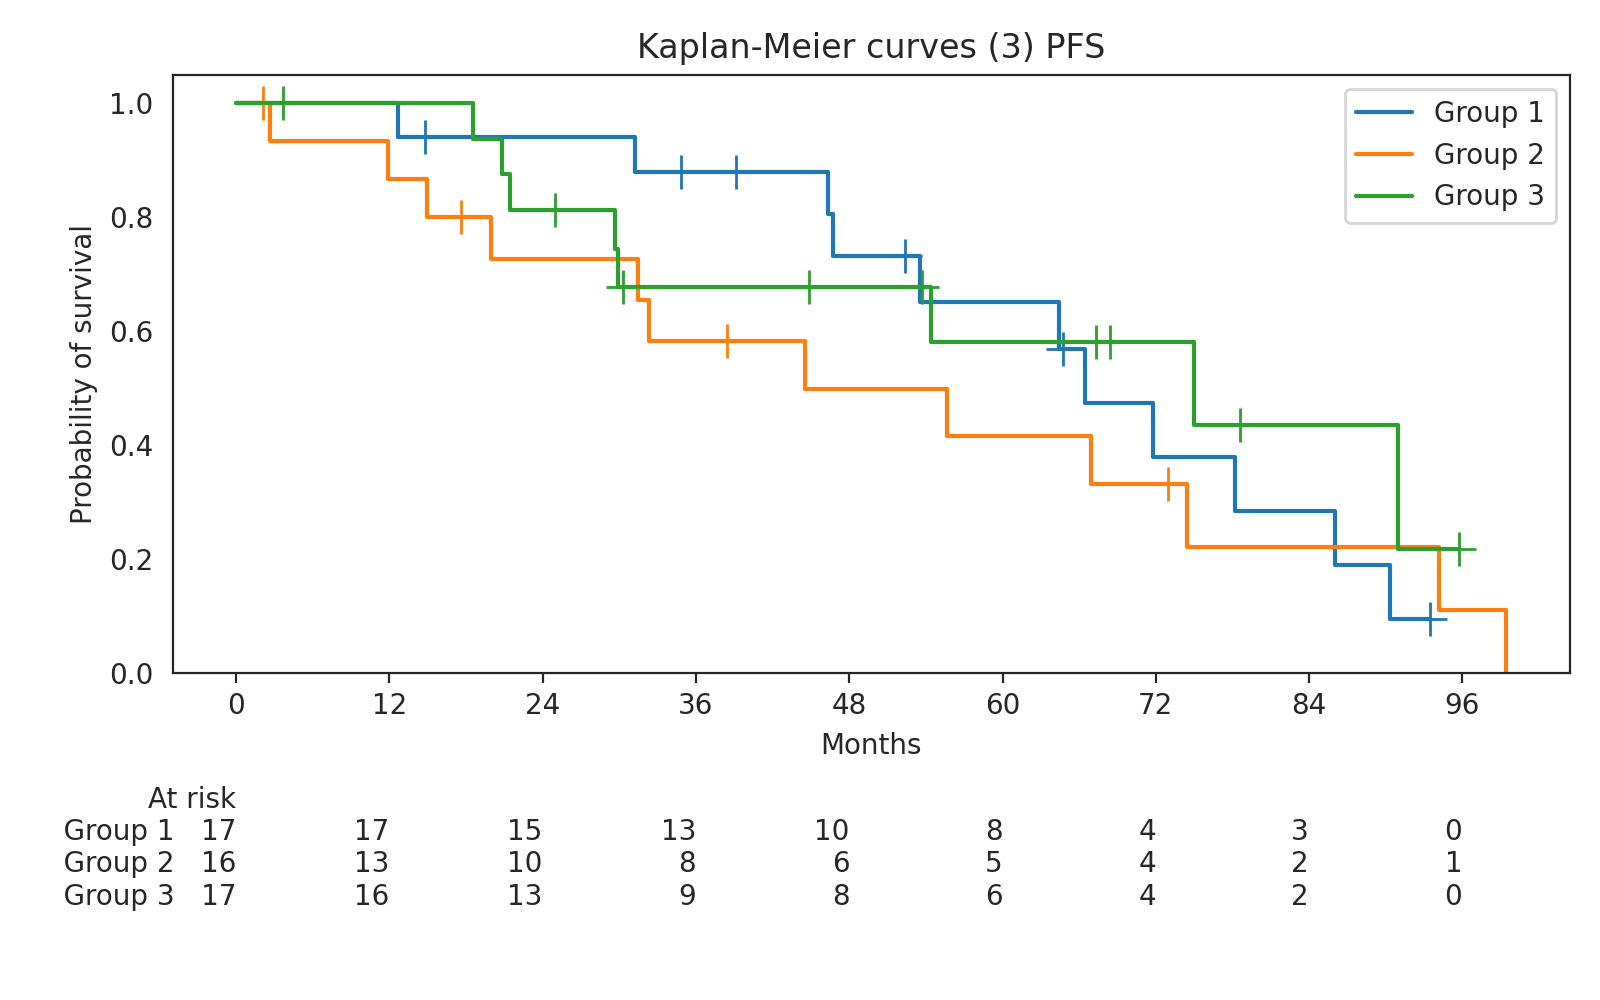 Kaplan-Meier curves (3) PFS
Probability of survival
1.0
0.8
0.6
0.4
0.2
0.0
Group 1
Group 2
Group 3
0 12 24 36 48 60 72 84 96
Months
At risk
Group 1 17 17 15 13 10 8 4 3 0
Group 2 16 13 10 8 6 5 4 2 1
Group 3 17 16 13 9 8 6 4 2 0